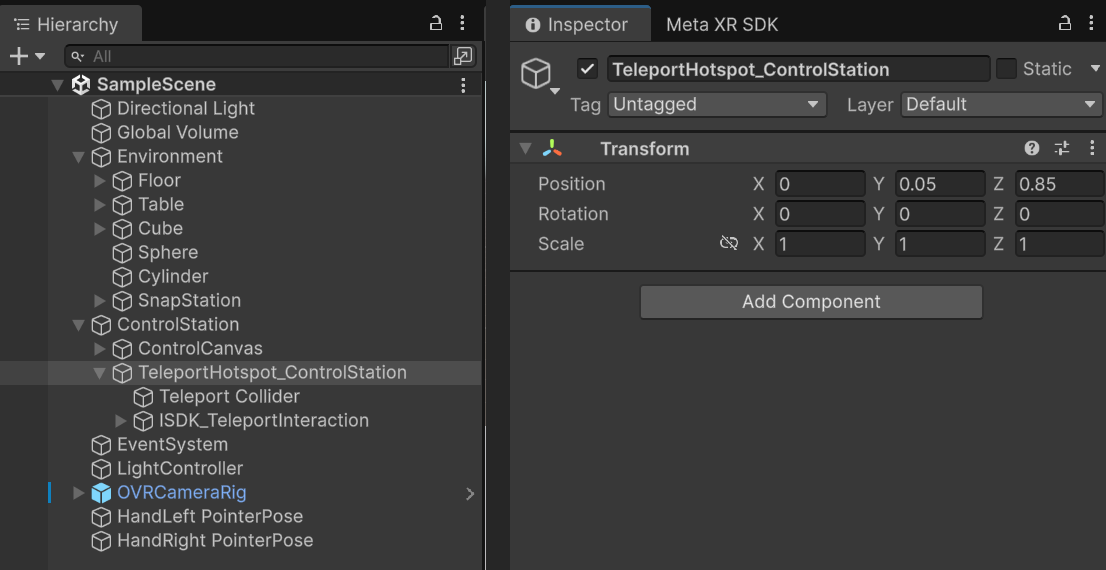 Hierarchy
All
SampleScene
Directional Light
Global Volume
Environment
Floor
Table
Cube
Sphere
Cylinder
SnapStation
ControlStation
ControlCanvas
TeleportHotspot_ControlStation
Teleport Collider
ISDK_TeleportInteraction
EventSystem
LightController
OVRCameraRig
HandLeft PointerPose
HandRight PointerPose
Inspector Meta XR SDK
TeleportHotspot_ControlStation Static
Tag Untagged Layer Default
Transform
Position X 0 Y 0.05 Z 0.85
Rotation X 0 Y 0 Z 0
Scale X 1 Y 1 Z 1
Add Component